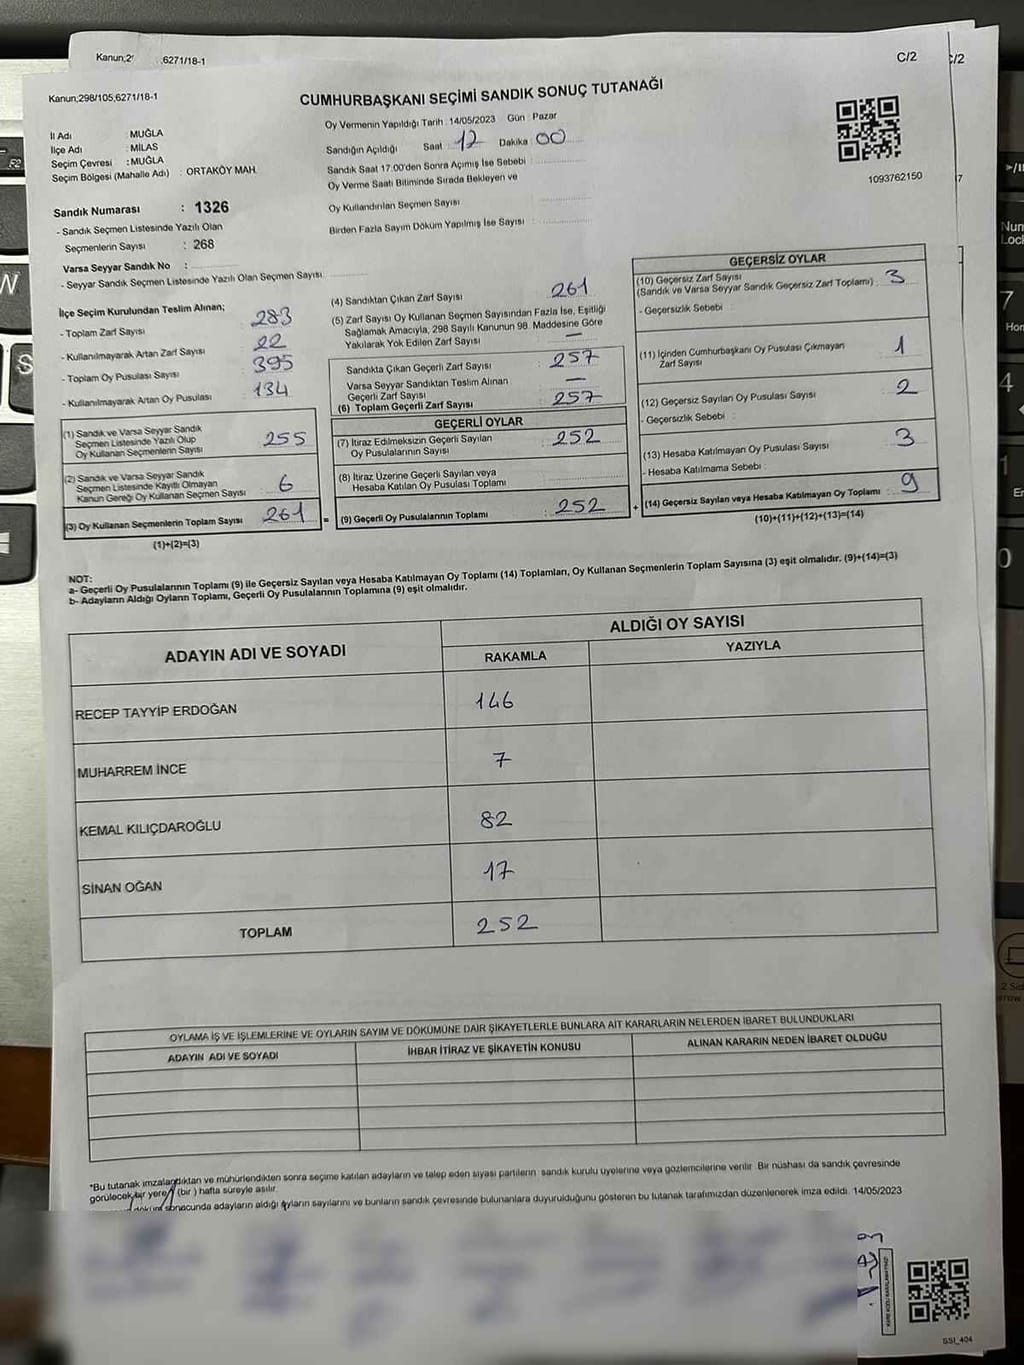 Kanun;2
.6271/18-1
C/2
C/2
Kanun;298/105,6271/18-1
CUMHURBAŞKANI SEÇİMİ SANDIK SONUÇ TUTANAĞI
İl Adı : MUĞLA
İlçe Adı : MİLAS
Seçim Çevresi : MUĞLA
Seçim Bölgesi (Mahalle Adı) : ORTAKÖY MAH.
Oy Vermenin Yapıldığı Tarih : 14/05/2023 Gün : Pazar
Sandığın Açıldığı Saat : 12 Dakika : 00
Sandık Saat 17:00'den Sonra Açımış İse Sebebi :
Oy Verme Saati Bitiminde Sırada Bekleyen ve
Oy Kullandırılan Seçmen Sayısı
Birden Fazla Sayım Döküm Yapılmış İse Sayısı :
1093762150
Sandık Numarası : 1326
- Sandık Seçmen Listesinde Yazılı Olan
Seçmenlerin Sayısı : 268
Varsa Seyyar Sandık No :
- Seyyar Sandık Seçmen Listesinde Yazılı Olan Seçmen Sayısı
İlçe Seçim Kurulundan Teslim Alınan;
- Toplam Zarf Sayısı 283
- Kullanılmayarak Artan Zarf Sayısı 22
- Toplam Oy Pusulası Sayısı 395
- Kullanılmayarak Artan Oy Pusulası 134
(1) Sandık ve Varsa Seyyar Sandık
Seçmen Listesinde Yazılı Olup
Oy Kullanan Seçmenlerin Sayısı 255
(2) Sandık ve Varsa Seyyar Sandık
Seçmen Listesinde Kayıtlı Olmayan
Kanun Gereği Oy Kullanan Seçmen Sayısı 6
(3) Oy Kullanan Seçmenlerin Toplam Sayısı 261
(1)+(2)=(3)
(4) Sandıktan Çıkan Zarf Sayısı 261
(5) Zarf Sayısı Oy Kullanan Seçmen Sayısından Fazla İse, Eşitliği
Sağlamak Amacıyla, 298 Sayılı Kanunun 98. Maddesine Göre
Yakılarak Yok Edilen Zarf Sayısı : —
Sandıkta Çıkan Geçerli Zarf Sayısı : 257
Varsa Seyyar Sandıktan Teslim Alınan
Geçerli Zarf Sayısı : —
(6) Toplam Geçerli Zarf Sayısı : 257
GEÇERLİ OYLAR
(7) İtiraz Edilmeksizin Geçerli Sayılan
Oy Pusulalarının Sayısı : 252
(8) İtiraz Üzerine Geçerli Sayılan veya
Hesaba Katılan Oy Pusulası Toplamı
= (9) Geçerli Oy Pusulalarının Toplamı : 252
GEÇERSİZ OYLAR
(10) Geçersiz Zarf Sayısı
(Sandık ve Varsa Seyyar Sandık Geçersiz Zarf Toplamı) : 3
- Geçersizlik Sebebi :
(11) İçinden Cumhurbaşkanı Oy Pusulası Çıkmayan
Zarf Sayısı 1
(12) Geçersiz Sayılan Oy Pusulası Sayısı 2
- Geçersizlik Sebebi :
(13) Hesaba Katılmayan Oy Pusulası Sayısı 3
- Hesaba Katılmama Sebebi :
+ (14) Geçersiz Sayılan veya Hesaba Katılmayan Oy Toplamı : 9
(10)+(11)+(12)+(13)=(14)
NOT:
a- Geçerli Oy Pusulalarının Toplamı (9) ile Geçersiz Sayılan veya Hesaba Katılmayan Oy Toplamı (14) Toplamları, Oy Kullanan Seçmenlerin Toplam Sayısına (3) eşit olmalıdır. (9)+(14)=(3)
b- Adayların Aldığı Oyların Toplamı, Geçerli Oy Pusulalarının Toplamına (9) eşit olmalıdır.
ADAYIN ADI VE SOYADI
ALDIĞI OY SAYISI
RAKAMLA YAZIYLA
RECEP TAYYİP ERDOĞAN 146
MUHARREM İNCE 7
KEMAL KILIÇDAROĞLU 82
SİNAN OĞAN 17
TOPLAM 252
OYLAMA İŞ VE İŞLEMLERİNE VE OYLARIN SAYIM VE DÖKÜMÜNE DAİR ŞİKAYETLERLE BUNLARA AİT KARARLARIN NELERDEN İBARET BULUNDUKLARI
ADAYIN ADI VE SOYADI İHBAR İTİRAZ VE ŞİKAYETİN KONUSU ALINAN KARARIN NEDEN İBARET OLDUĞU
*Bu tutanak imzalandıktan ve mühürlendikten sonra seçime katılan adayların ve talep eden siyasi partilerin sandık kurulu üyelerine veya gözlemcilerine verilir. Bir nüshası da sandık çevresinde
görülecek bir yere (bir ) hafta süreyle asılır.
döküm sonucunda adayların aldığı oyların sayılarını ve bunların sandık çevresinde bulunanlara duyurulduğunu gösteren bu tutanak tarafımızdan düzenlenerek imza edildi. 14/05/2023
SSI_404